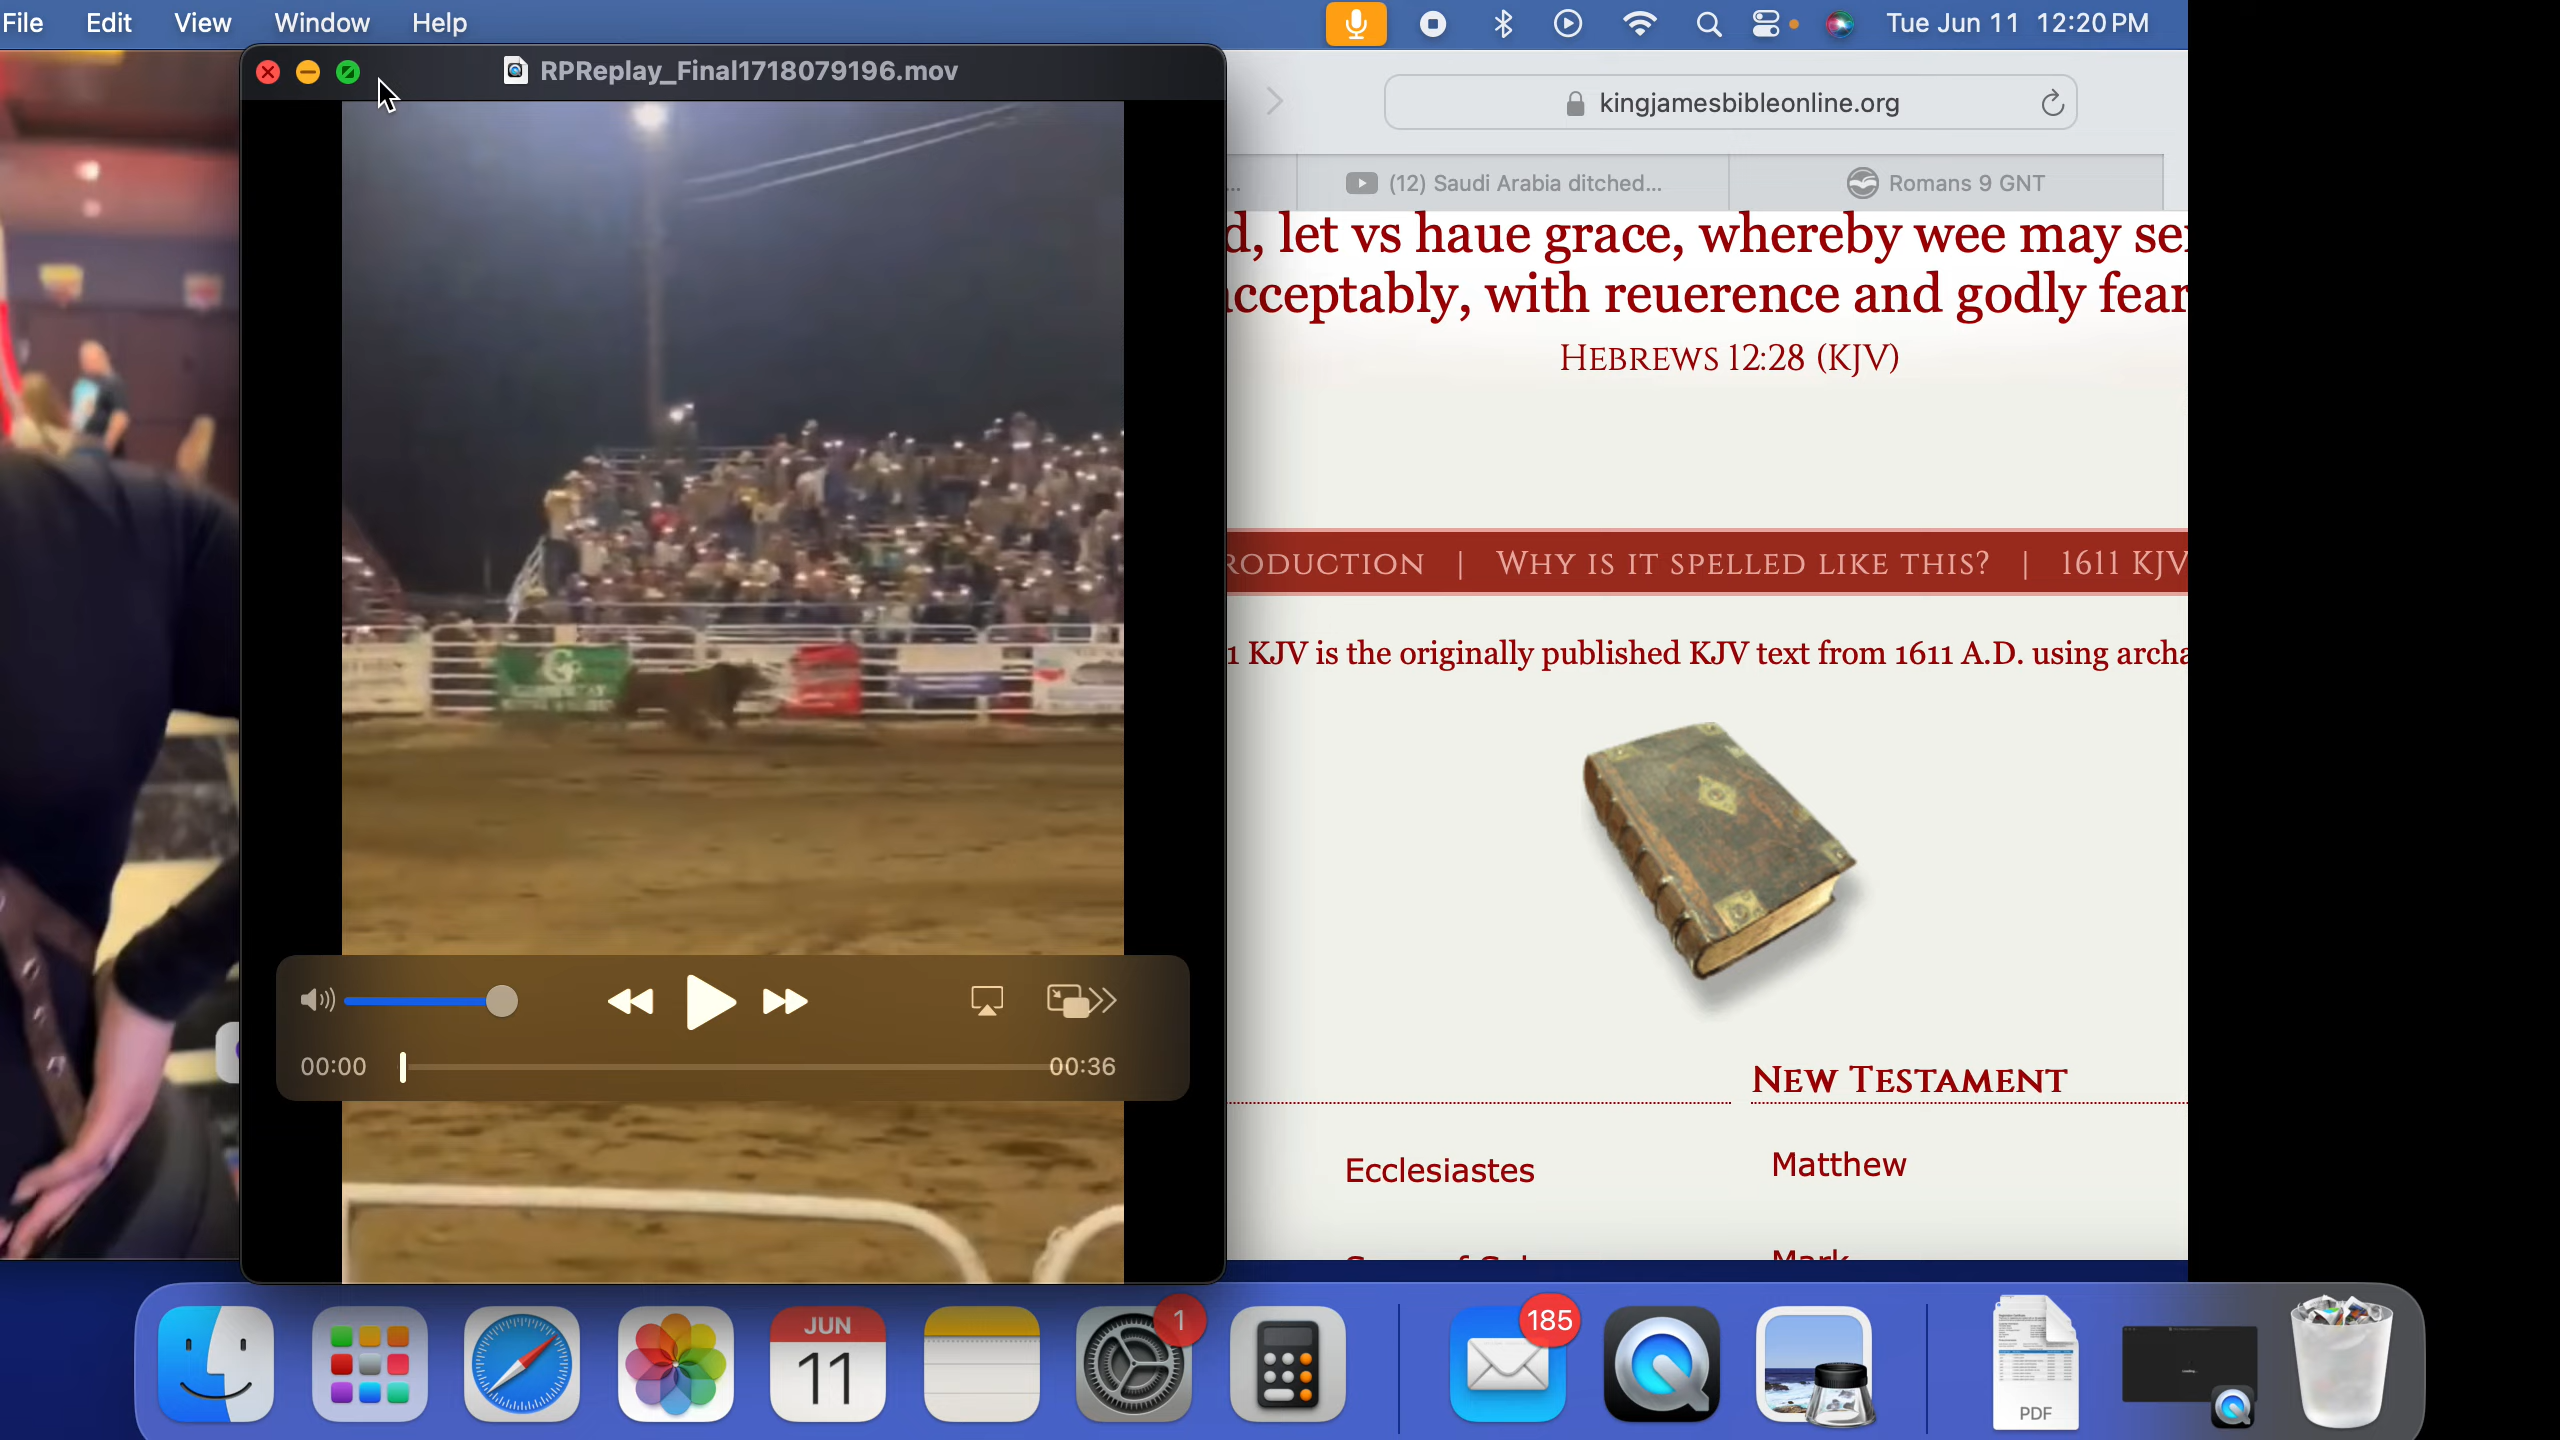 File Edit View Window Help
Tue Jun 11 12:20 PM
RPReplay_Final1718079196.mov
kingjamesbibleonline.org
(12) Saudi Arabia ditched...
Romans 9 GNT
d, let vs haue grace, whereby wee may se
acceptably, with reuerence and godly fear
Hebrews 12:28 (KJV)
roduction | Why is it spelled like this? | 1611 KJV
1 KJV is the originally published KJV text from 1611 A.D. using archa
New Testament
Ecclesiastes
Matthew
Mark
00:00
00:36
JUN
11
1
185
PDF